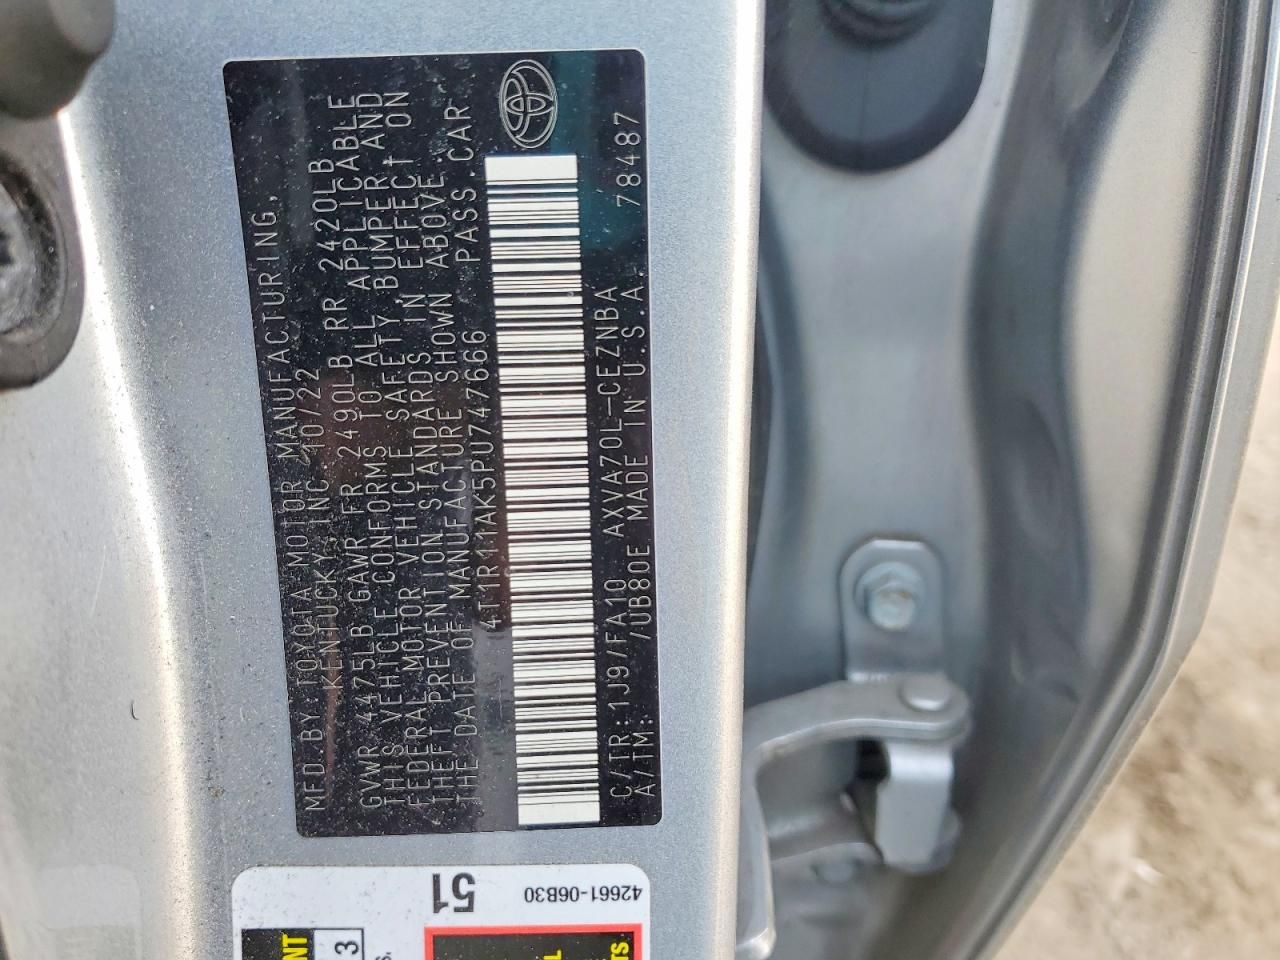 MFD.BY TOYOTA MOTOR MANUFACTURING,
KENTUCKY,INC. 10/22
GVWR 4475LB GAWR FR 2490LB RR 2420LB
THIS VEHICLE CONFORMS TO ALL APPLICABLE
FEDERAL MOTOR VEHICLE SAFETY, BUMPER, AND
THEFT PREVENTION STANDARDS IN EFFECT ON
THE DATE OF MANUFACTURE SHOWN ABOVE.
4T1R11AK5PU747666 PASS.CAR
C/TR: 1J9/FA10 AXVA70L-CEZNBA 78487
A/TM: /UB80E MADE IN U.S.A.
51
42661-06B30
NT
3